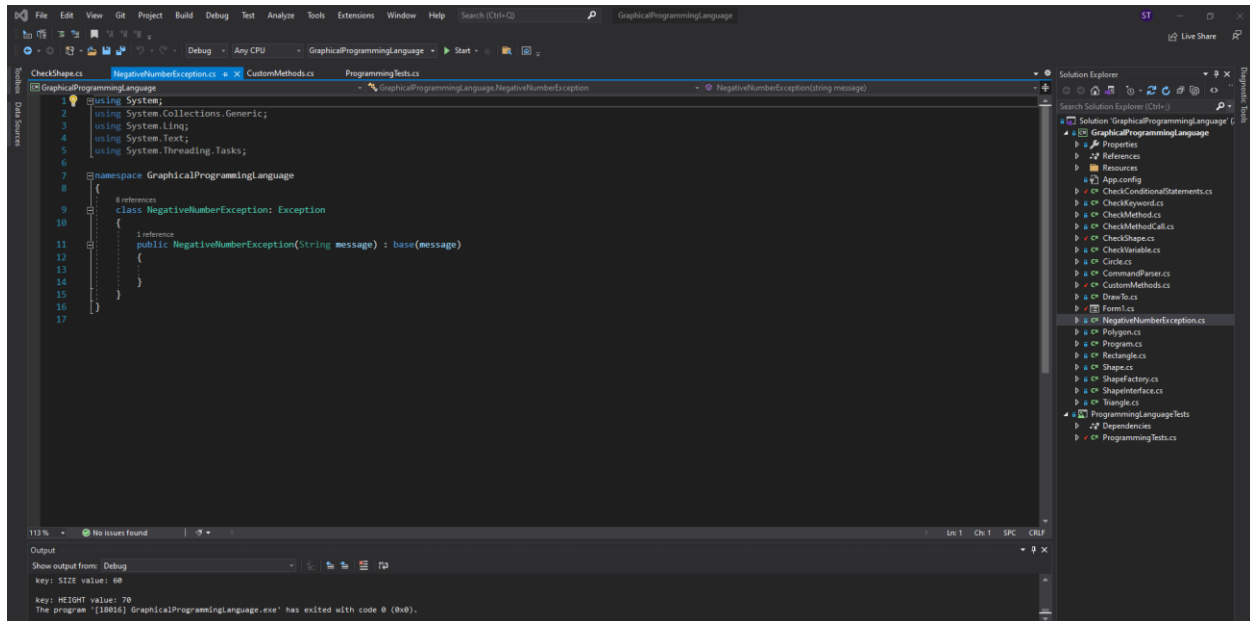 File Edit View Git Project Build Debug Test Analyze Tools Extensions Window Help Search (Ctrl+Q) GraphicalProgrammingLanguage ST
Live Share
Debug Any CPU GraphicalProgrammingLanguage Start
CheckShape.cs NegativeNumberException.cs CustomMethods.cs ProgrammingTests.cs
GraphicalProgrammingLanguage GraphicalProgrammingLanguage.NegativeNumberException NegativeNumberException(string message)
1 using System;
2 using System.Collections.Generic;
3 using System.Linq;
4 using System.Text;
5 using System.Threading.Tasks;
6
7 namespace GraphicalProgrammingLanguage
8 {
8 references
9 class NegativeNumberException: Exception
10 {
1 reference
11 public NegativeNumberException(String message) : base(message)
12 {
13
14 }
15 }
16 }
17
113 % No issues found Ln: 1 Ch: 1 SPC CRLF
Output
Show output from: Debug
key: SIZE value: 60
key: HEIGHT value: 70
The program '[18016] GraphicalProgrammingLanguage.exe' has exited with code 0 (0x0).
Toolbox
Data Sources
Solution Explorer
Search Solution Explorer (Ctrl+;)
Solution 'GraphicalProgrammingLanguage' (
GraphicalProgrammingLanguage
Properties
References
Resources
App.config
CheckConditionalStatements.cs
CheckKeyword.cs
CheckMethod.cs
CheckMethodCall.cs
CheckShape.cs
CheckVariable.cs
Circle.cs
CommandParser.cs
CustomMethods.cs
DrawTo.cs
Form1.cs
NegativeNumberException.cs
Polygon.cs
Program.cs
Rectangle.cs
Shape.cs
ShapeFactory.cs
ShapeInterface.cs
Triangle.cs
ProgrammingLanguageTests
Dependencies
ProgrammingTests.cs
Diagnostic Tools